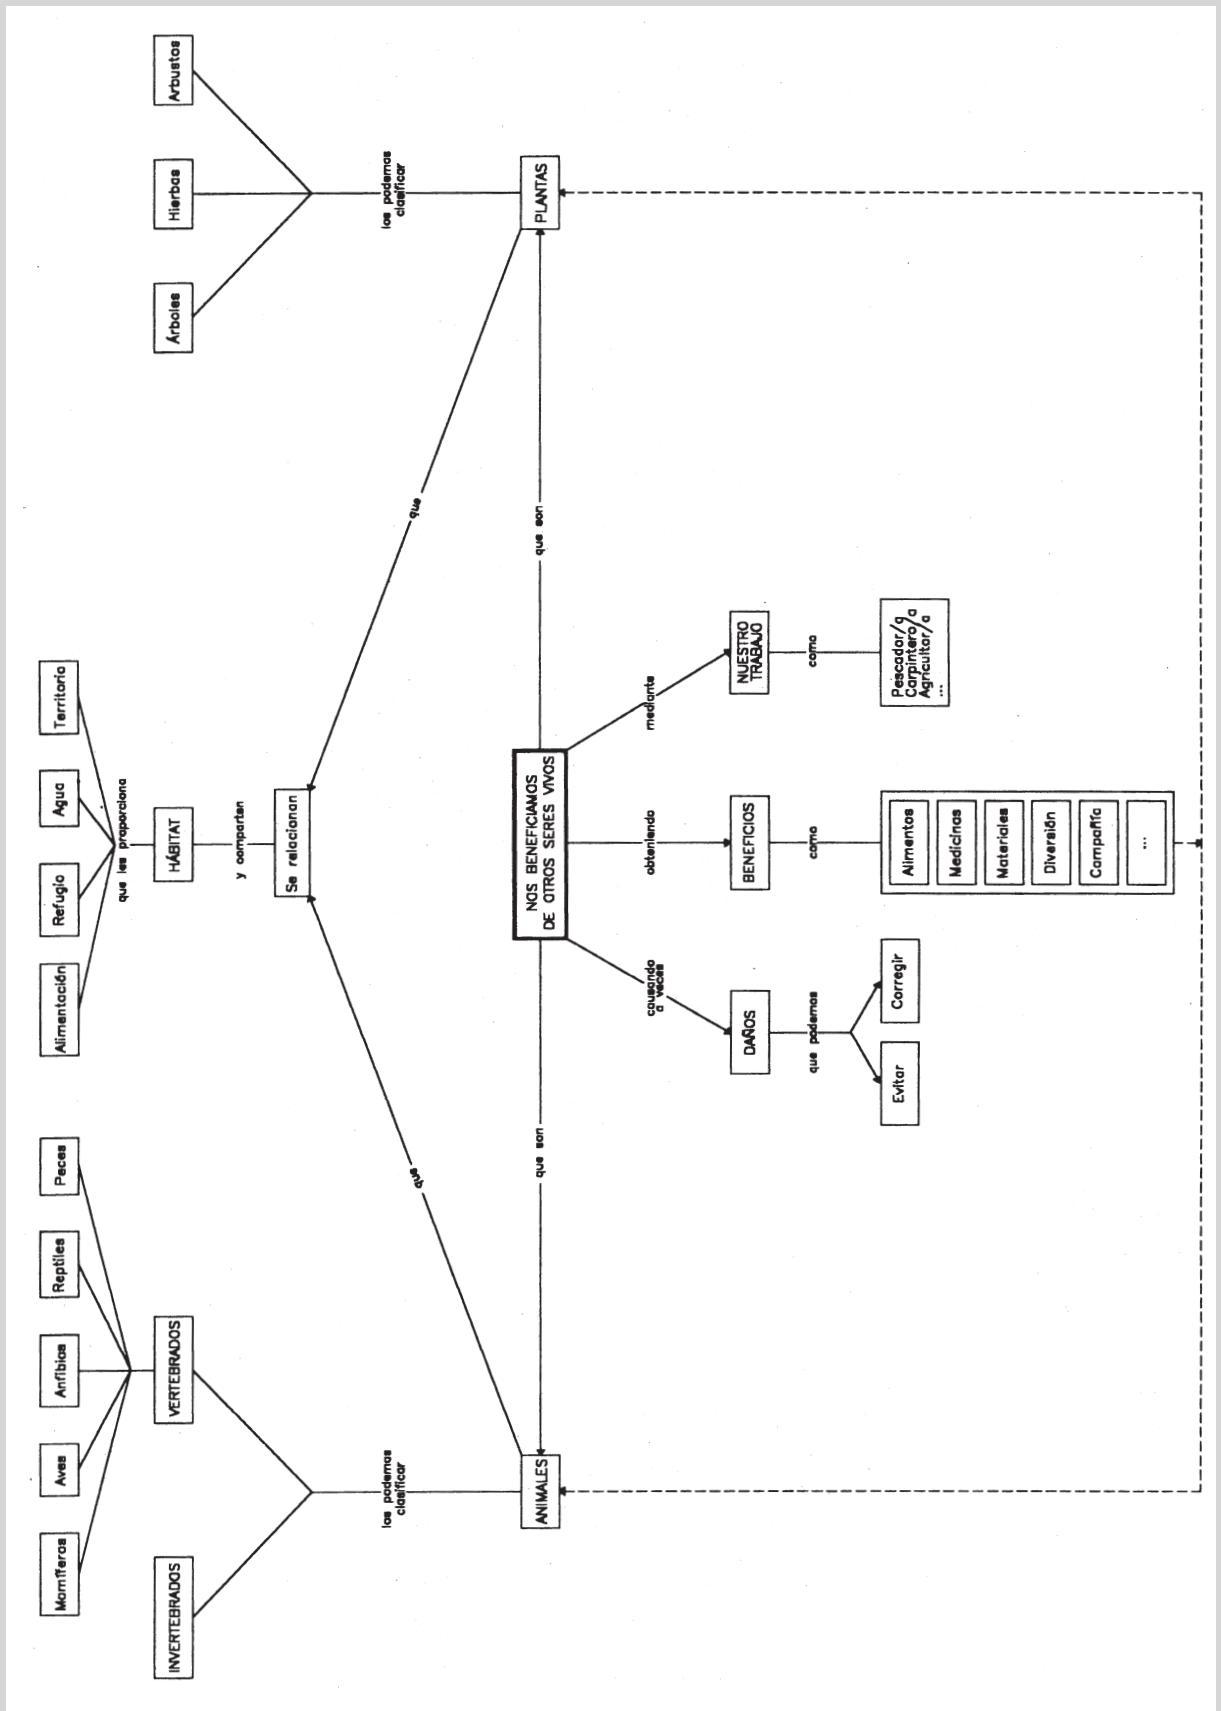 Mamíferos
Aves
Anfibios
Reptiles
Peces
Alimentación
Refugio
Agua
Territorio
que les proporciona
INVERTEBRADOS
VERTEBRADOS
HÁBITAT
Árboles
Hierbas
Arbustos
y comparten
Se relacionan
los podemos
clasificar
los podemos
clasificar
que
que
ANIMALES
que son
NOS BENEFICIAMOS
DE OTROS SERES VIVOS
que son
PLANTAS
causando
a veces
obteniendo
mediante
DAÑOS
BENEFICIOS
NUESTRO
TRABAJO
que podemos
como
como
Evitar
Corregir
Alimentos
Medicinas
Materiales
Diversión
Compañía
...
Pescador/a
Carpintero/a
Agricultor/a
...